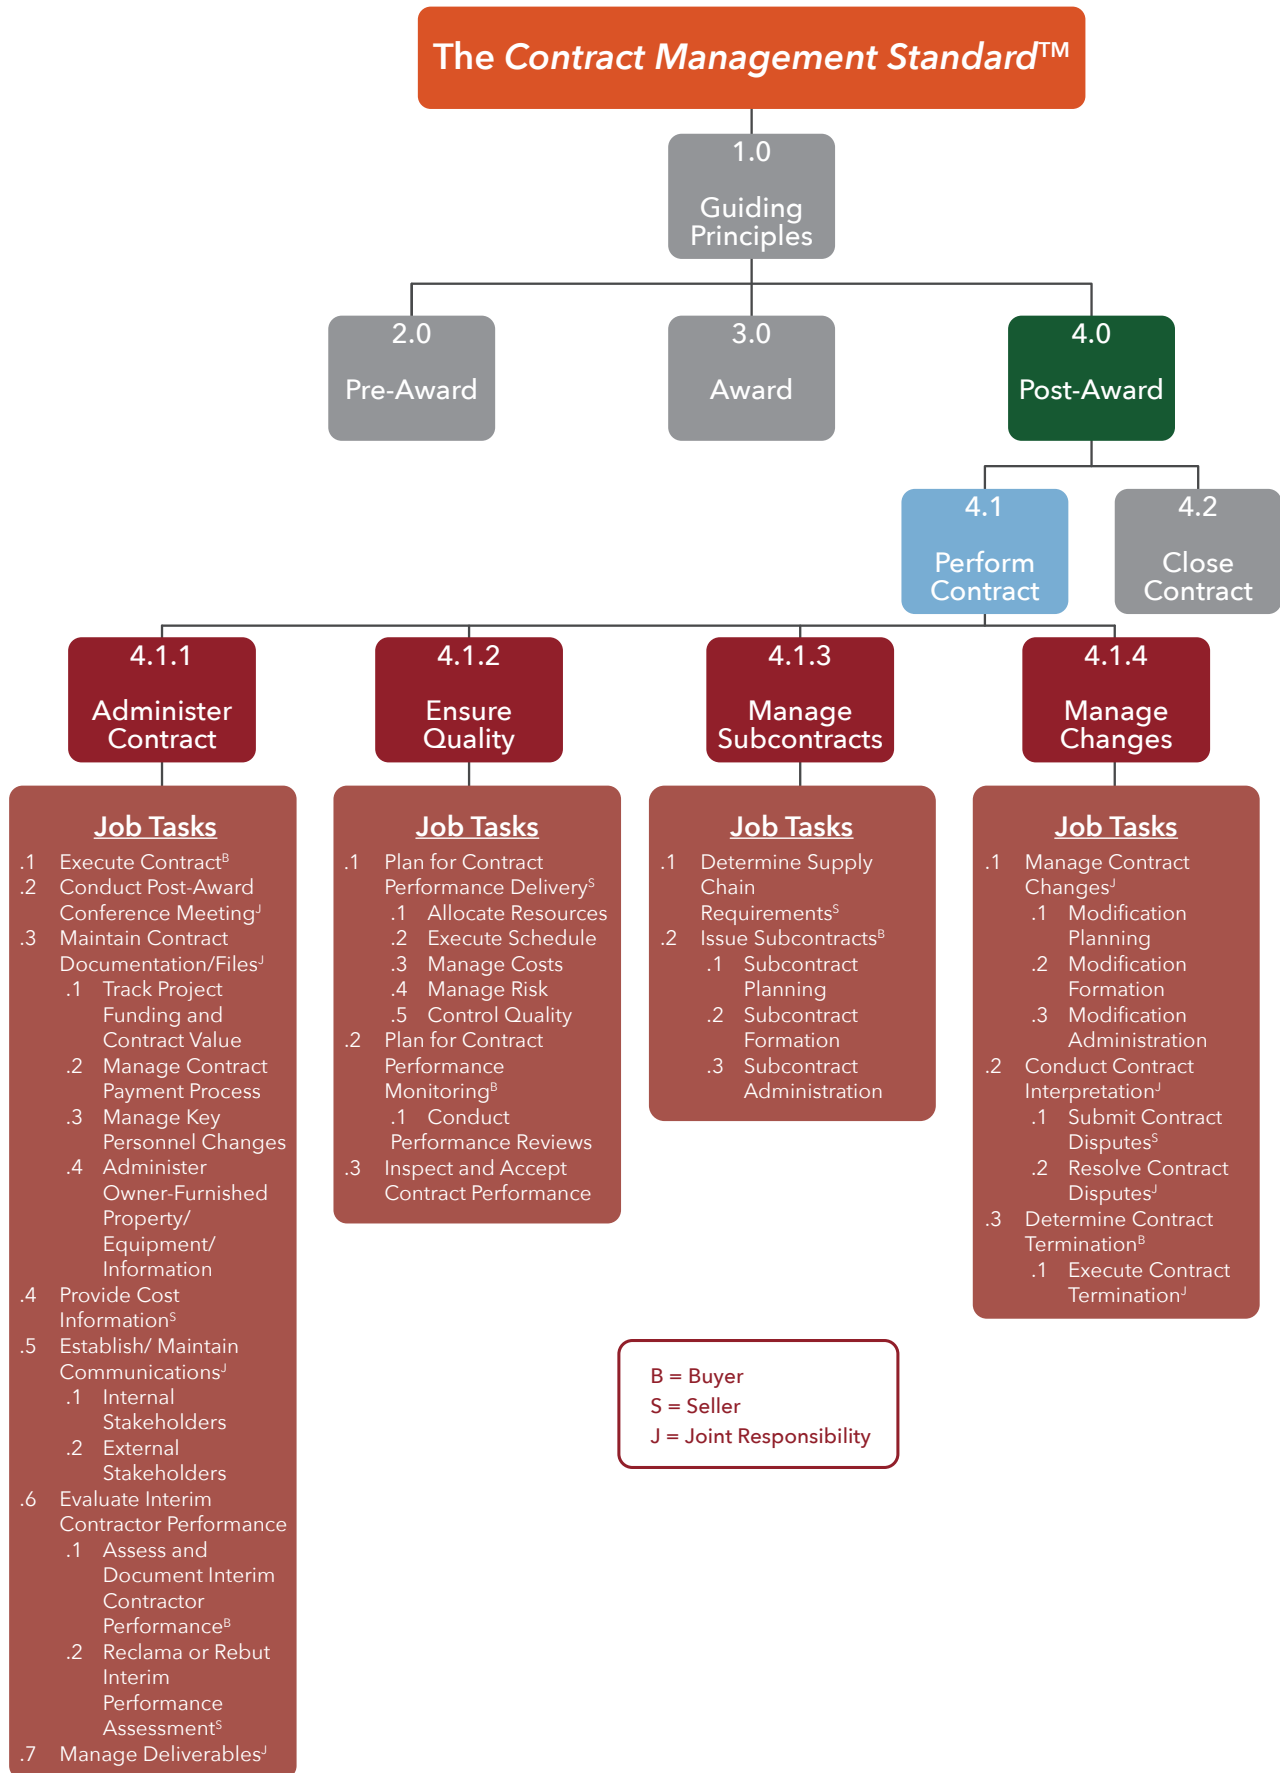 The Contract Management Standard™
1.0
Guiding
Principles
2.0
Pre-Award
3.0
Award
4.0
Post-Award
4.1
Perform
Contract
4.2
Close
Contract
4.1.1
Administer
Contract
4.1.2
Ensure
Quality
4.1.3
Manage
Subcontracts
4.1.4
Manage
Changes
Job Tasks
.1 Execute Contractᴮ
.2 Conduct Post-Award
Conference Meetingᴶ
.3 Maintain Contract
Documentation/Filesᴶ
.1 Track Project
Funding and
Contract Value
.2 Manage Contract
Payment Process
.3 Manage Key
Personnel Changes
.4 Administer
Owner-Furnished
Property/
Equipment/
Information
.4 Provide Cost
Informationˢ
.5 Establish/ Maintain
Communicationsᴶ
.1 Internal
Stakeholders
.2 External
Stakeholders
.6 Evaluate Interim
Contractor Performance
.1 Assess and
Document Interim
Contractor
Performanceᴮ
.2 Reclama or Rebut
Interim
Performance
Assessmentˢ
.7 Manage Deliverablesᴶ
Job Tasks
.1 Plan for Contract
Performance Deliveryˢ
.1 Allocate Resources
.2 Execute Schedule
.3 Manage Costs
.4 Manage Risk
.5 Control Quality
.2 Plan for Contract
Performance
Monitoringᴮ
.1 Conduct
Performance Reviews
.3 Inspect and Accept
Contract Performance
Job Tasks
.1 Determine Supply
Chain
Requirementsˢ
.2 Issue Subcontractsᴮ
.1 Subcontract
Planning
.2 Subcontract
Formation
.3 Subcontract
Administration
Job Tasks
.1 Manage Contract
Changesᴶ
.1 Modification
Planning
.2 Modification
Formation
.3 Modification
Administration
.2 Conduct Contract
Interpretationᴶ
.1 Submit Contract
Disputesˢ
.2 Resolve Contract
Disputesᴶ
.3 Determine Contract
Terminationᴮ
.1 Execute Contract
Terminationᴶ
B = Buyer
S = Seller
J = Joint Responsibility